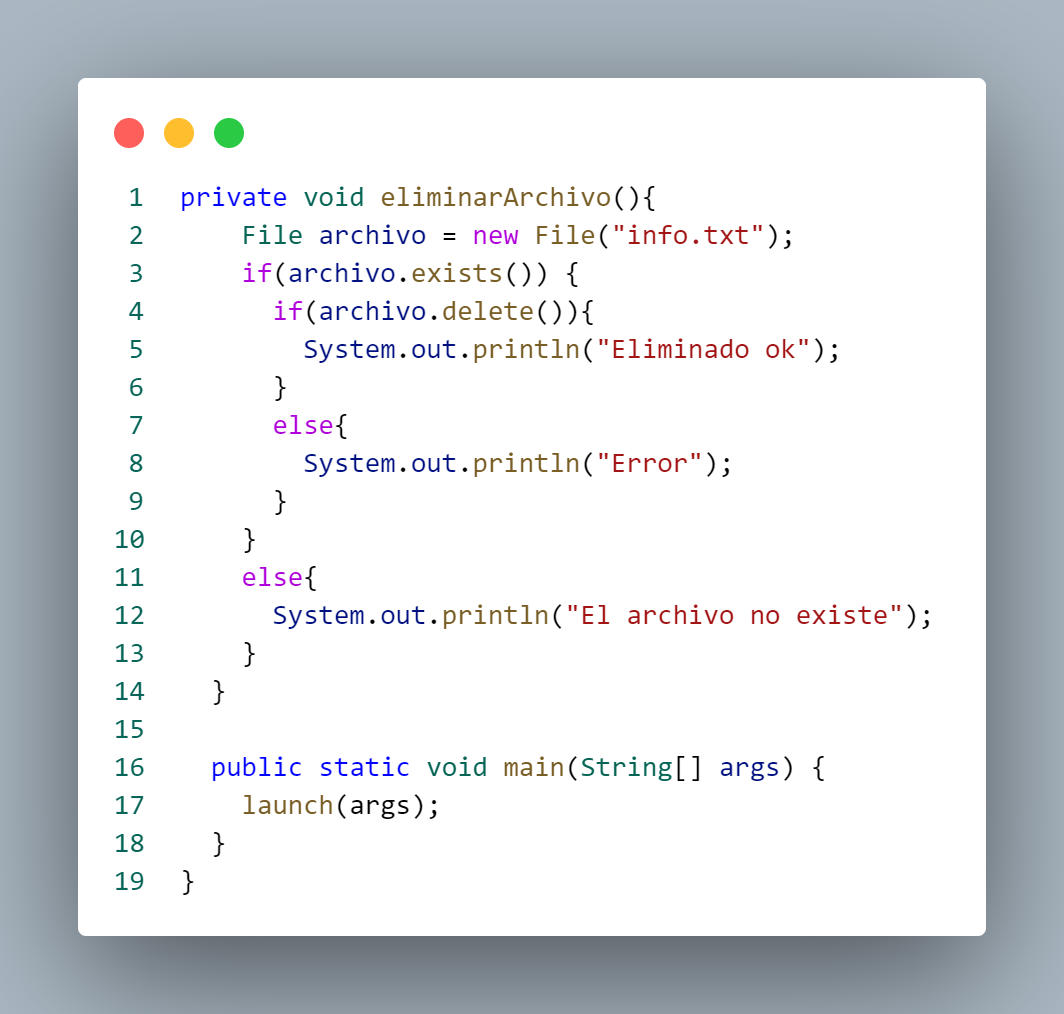 1 private void eliminarArchivo(){
2 File archivo = new File("info.txt");
3 if(archivo.exists()) {
4 if(archivo.delete()){
5 System.out.println("Eliminado ok");
6 }
7 else{
8 System.out.println("Error");
9 }
10 }
11 else{
12 System.out.println("El archivo no existe");
13 }
14 }
15
16 public static void main(String[] args) {
17 launch(args);
18 }
19 }